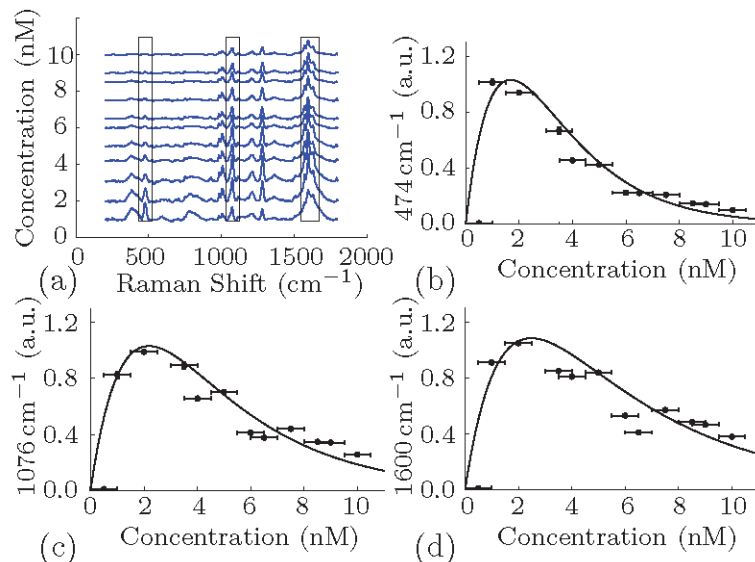 Concentration (nM)
10
8
6
4
2
0
0 500 1000 1500 2000
Raman Shift (cm⁻¹)
(a)
474 cm⁻¹ (a.u.)
1.2
0.8
0.4
0.0
0 2 4 6 8 10
Concentration (nM)
(b)
1076 cm⁻¹ (a.u.)
1.2
0.8
0.4
0.0
0 2 4 6 8 10
Concentration (nM)
(c)
1600 cm⁻¹ (a.u.)
1.2
0.8
0.4
0.0
0 2 4 6 8 10
Concentration (nM)
(d)